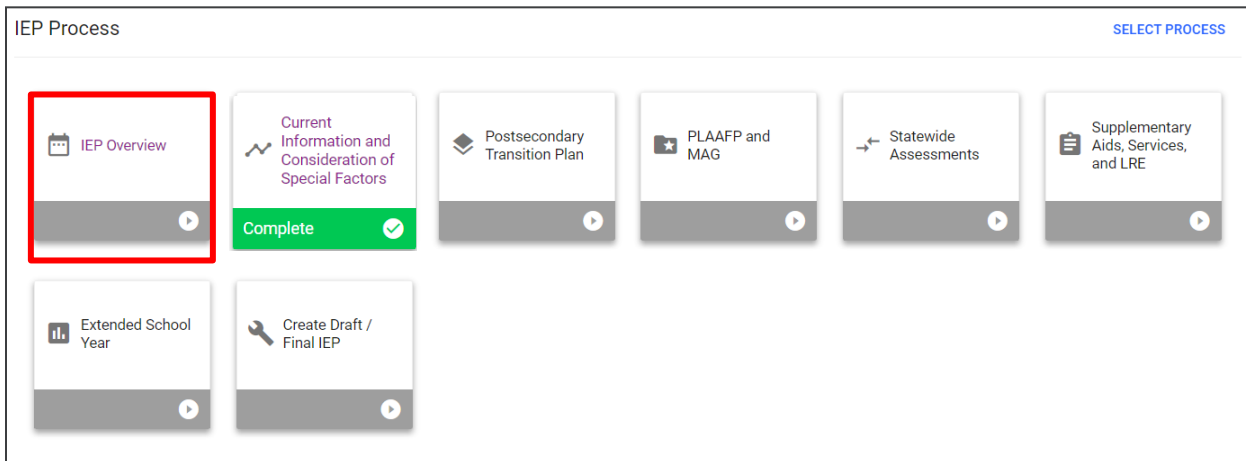 IEP Process
SELECT PROCESS
IEP Overview
Current
Information and
Consideration of
Special Factors
Complete
Postsecondary
Transition Plan
PLAAFP and
MAG
Statewide
Assessments
Supplementary
Aids, Services,
and LRE
Extended School
Year
Create Draft /
Final IEP